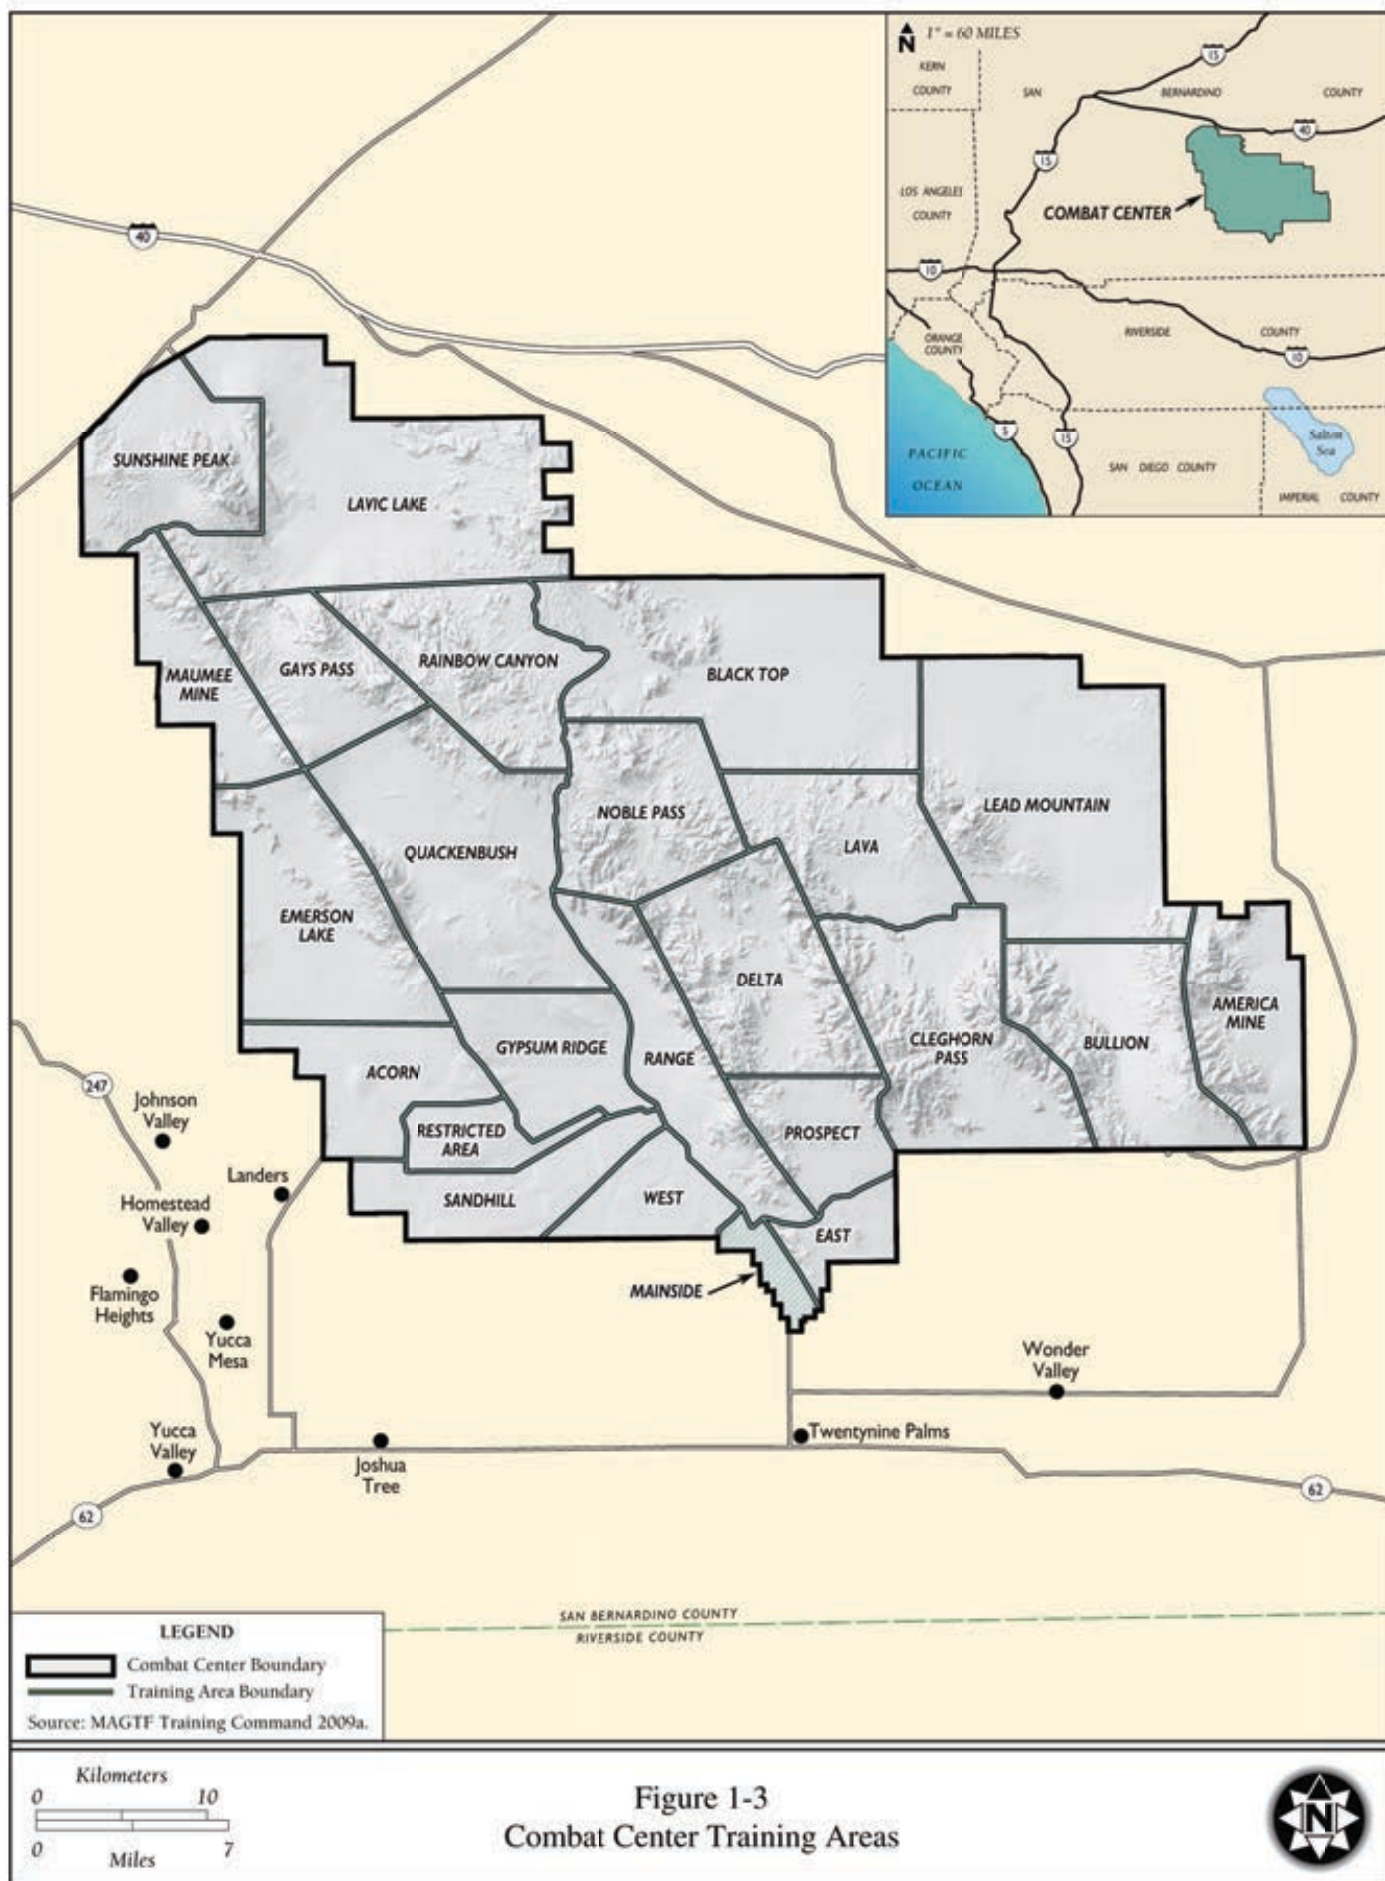 N
1" = 60 MILES
KERN
COUNTY
SAN
BERNARDINO
COUNTY
15
40
15
LOS ANGELES
COUNTY
COMBAT CENTER
10
ORANGE
COUNTY
RIVERSIDE
COUNTY
10
5
15
PACIFIC
OCEAN
SAN DIEGO COUNTY
Salton
Sea
IMPERIAL COUNTY
40
SUNSHINE PEAK
LAVIC LAKE
MAUMEE
MINE
GAYS PASS
RAINBOW CANYON
BLACK TOP
NOBLE PASS
LEAD MOUNTAIN
LAVA
QUACKENBUSH
EMERSON
LAKE
DELTA
AMERICA
MINE
CLEGHORN
PASS
BULLION
GYPSUM RIDGE
RANGE
ACORN
RESTRICTED
AREA
PROSPECT
SANDHILL
WEST
EAST
MAINSIDE
247
Johnson
Valley
Landers
Homestead
Valley
Flamingo
Heights
Yucca
Mesa
Wonder
Valley
Yucca
Valley
Joshua
Tree
Twentynine Palms
62
62
SAN BERNARDINO COUNTY
RIVERSIDE COUNTY
LEGEND
Combat Center Boundary
Training Area Boundary
Source: MAGTF Training Command 2009a.
Kilometers
0 10
0 7
Miles
Figure 1-3
Combat Center Training Areas
N